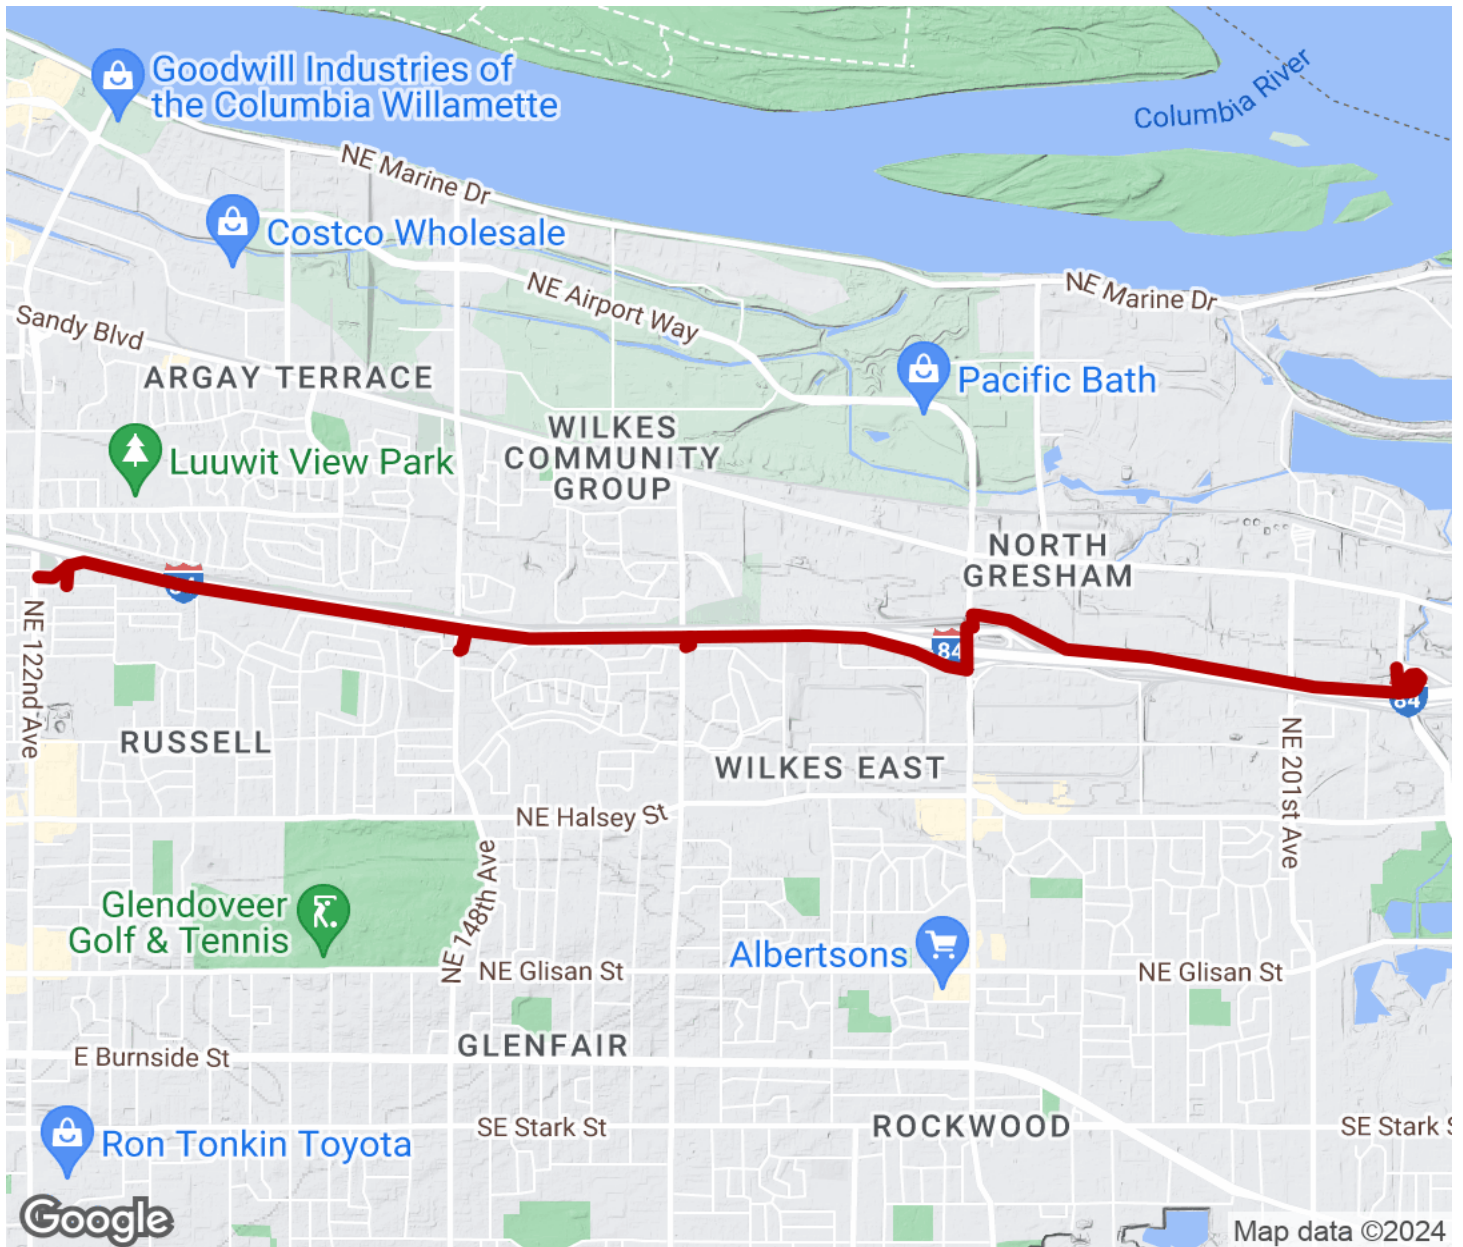 Goodwill Industries of
the Columbia Willamette
Columbia River
NE Marine Dr
Costco Wholesale
NE Airport Way
NE Marine Dr
Sandy Blvd
ARGAY TERRACE
Pacific Bath
WILKES
COMMUNITY
GROUP
Luuwit View Park
NORTH
GRESHAM
84
84
NE 122nd Ave
RUSSELL
WILKES EAST
NE 201st Ave
NE Halsey St
NE 148th Ave
Glendoveer
Golf & Tennis
Albertsons
NE Glisan St
NE Glisan St
GLENFAIR
E Burnside St
SE Stark St
ROCKWOOD
SE Stark
Ron Tonkin Toyota
Google
Map data ©2024